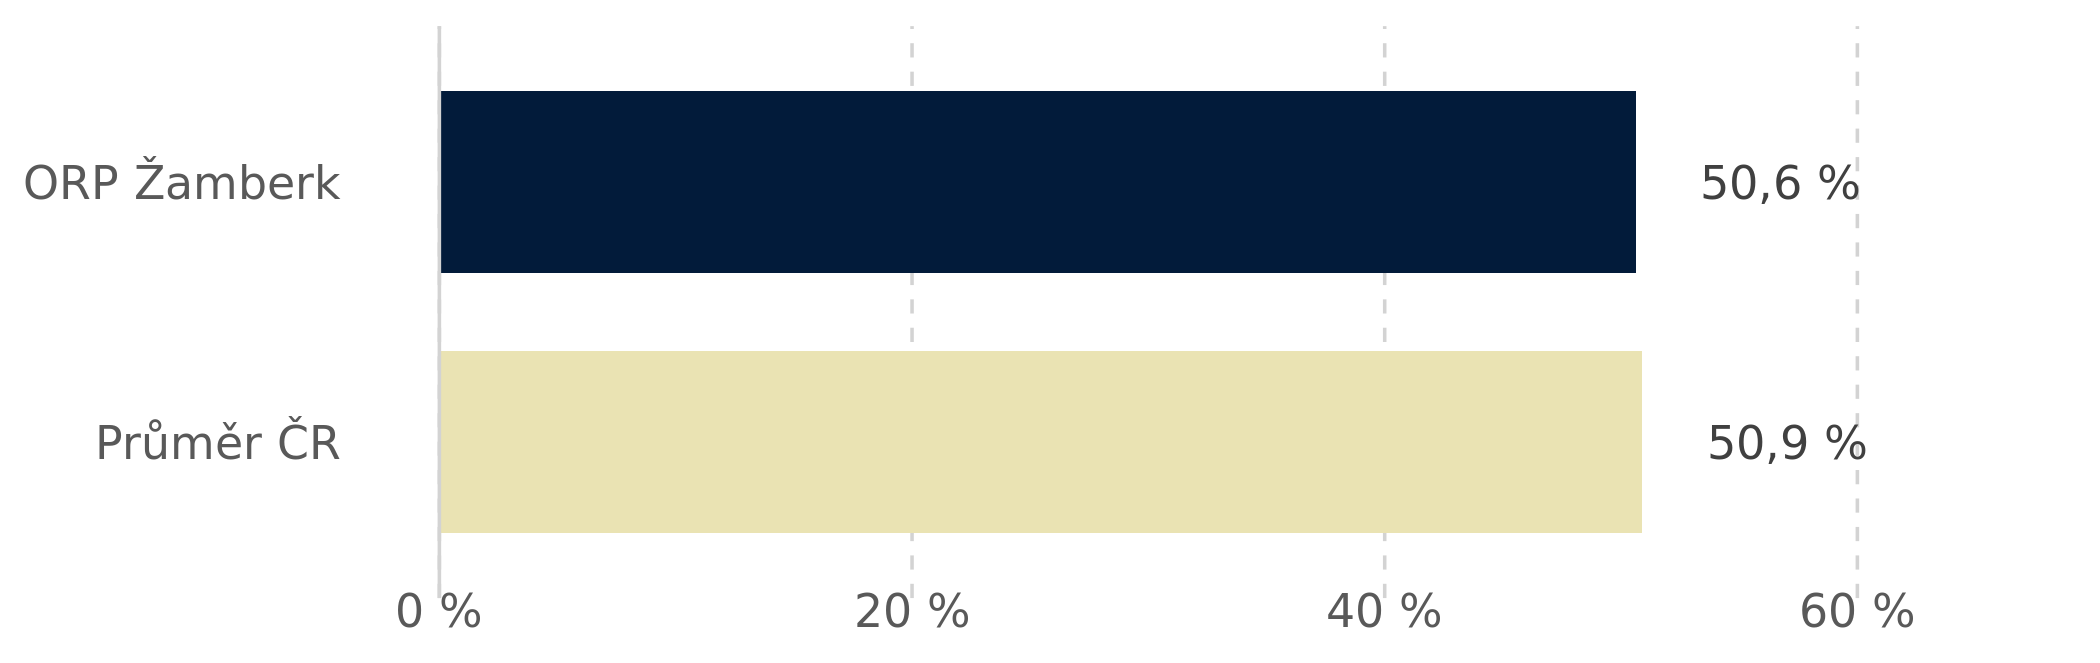 ORP Žamberk 50,6 %
Průměr ČR 50,9 %
0 % 20 % 40 % 60 %